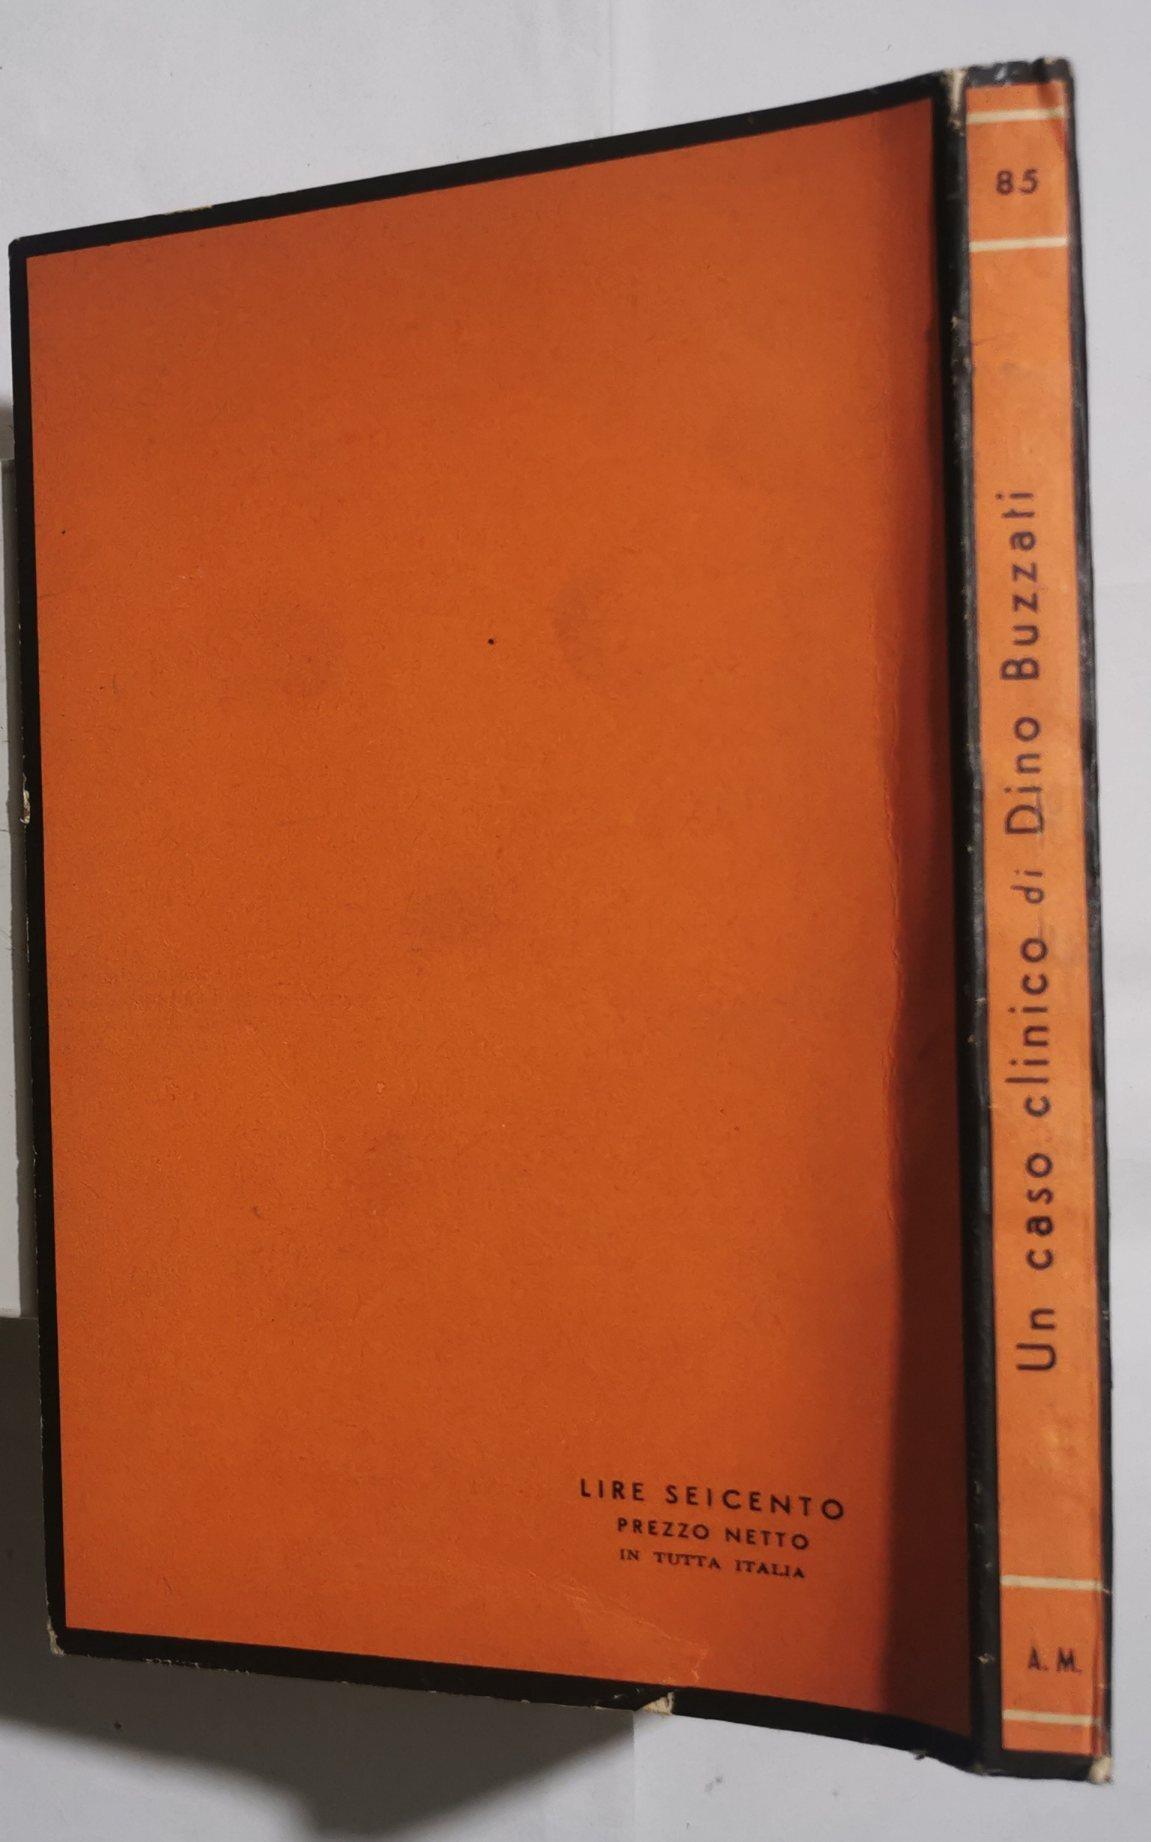 LIRE SEICENTO
PREZZO NETTO
IN TUTTA ITALIA
85
Un caso clinico di Dino Buzzati
A. M.